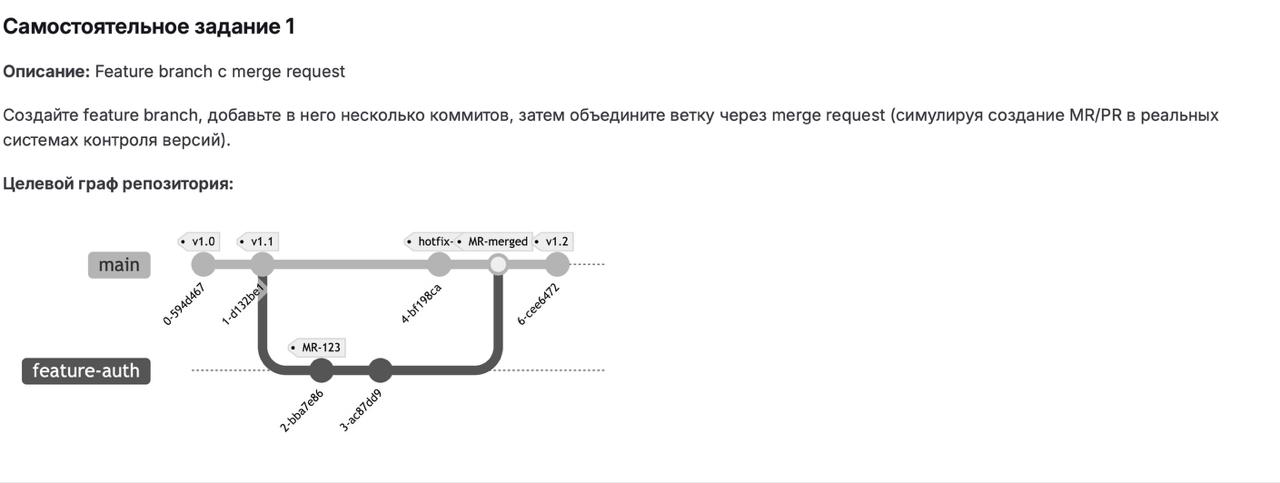 Самостоятельное задание 1
Описание: Feature branch с merge request
Создайте feature branch, добавьте в него несколько коммитов, затем объедините ветку через merge request (симулируя создание MR/PR в реальных
системах контроля версий).
Целевой граф репозитория:
v1.0
v1.1
hotfix-
MR-merged
v1.2
main
0-594d467
1-d132be1
4-bf198ca
6-cee6472
MR-123
feature-auth
2-bba7e86
3-ac87dd9